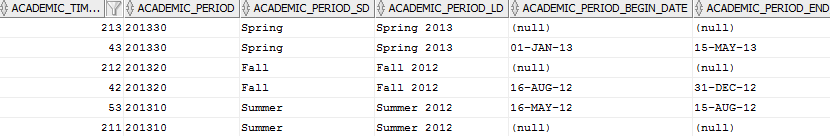 ACADEMIC_TIM... ACADEMIC_PERIOD ACADEMIC_PERIOD_SD ACADEMIC_PERIOD_LD ACADEMIC_PERIOD_BEGIN_DATE ACADEMIC_PERIOD_END
213 201330 Spring Spring 2013 (null) (null)
43 201330 Spring Spring 2013 01-JAN-13 15-MAY-13
212 201320 Fall Fall 2012 (null) (null)
42 201320 Fall Fall 2012 16-AUG-12 31-DEC-12
53 201310 Summer Summer 2012 16-MAY-12 15-AUG-12
211 201310 Summer Summer 2012 (null) (null)